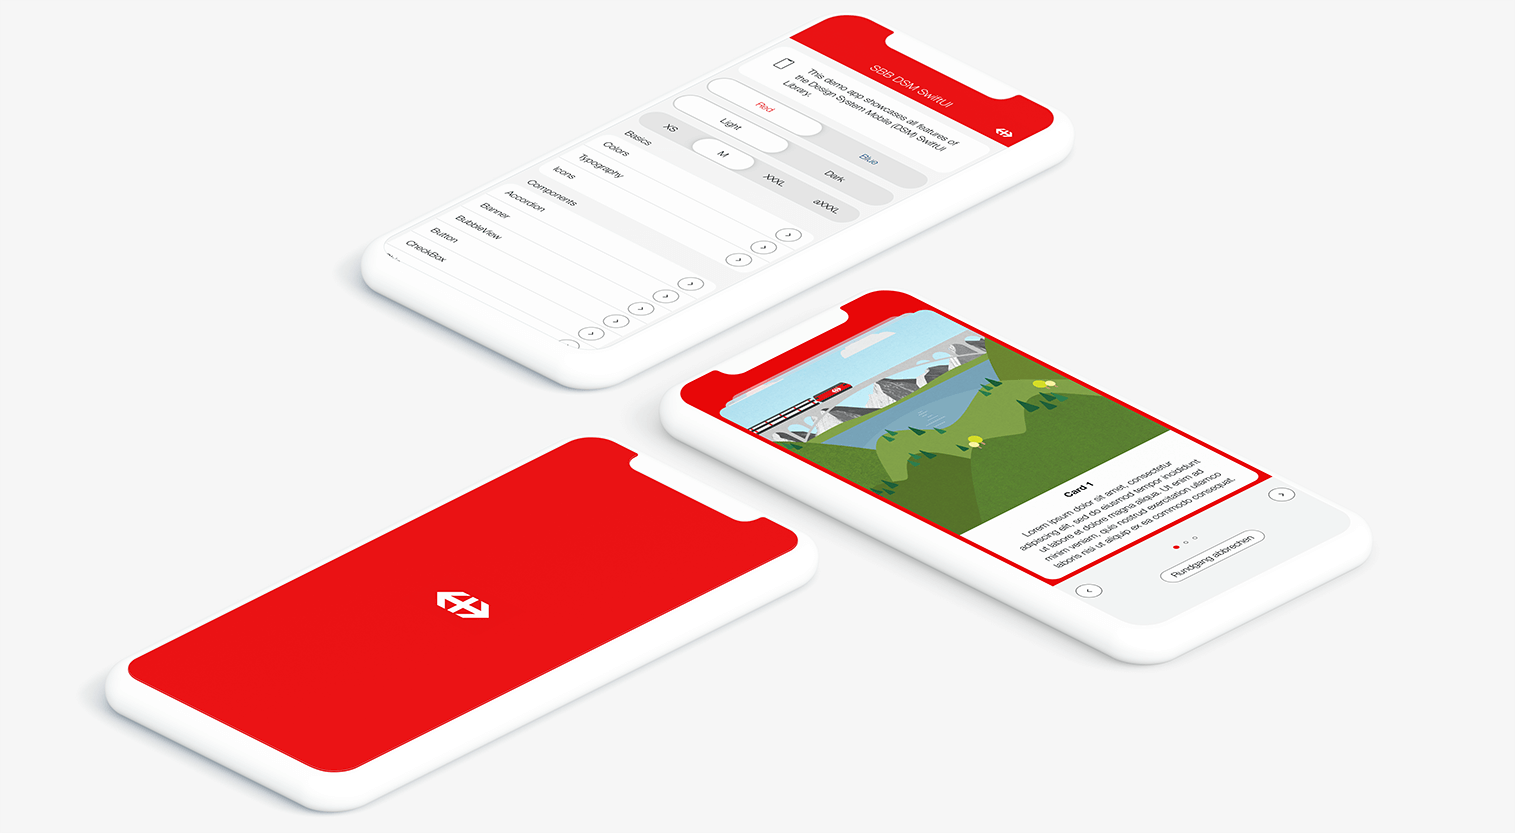 SBB DSM SwiftUI
This demo app showcases all features of
the Design System Mobile (DSM) SwiftUI
Library.
Red
Blue
Light
Dark
XS
M
XXXL
aXXXL
Basics
Colors
Typography
Icons
Components
Accordion
Banner
BubbleView
Button
CheckBox
Card 1
Lorem ipsum dolor sit amet, consectetur
adipiscing elit, sed do eiusmod tempor incididunt
ut labore et dolore magna aliqua. Ut enim ad
minim veniam, quis nostrud exercitation ullamco
laboris nisi ut aliquip ex ea commodo consequat.
Rundgang abbrechen